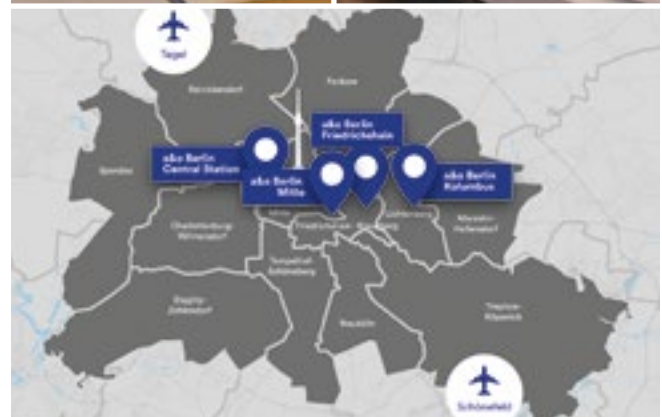 Tegel
Reinickendorf
Pankow
a&o Berlin
Friedrichshain
a&o Berlin
Central Station
a&o Berlin
Mitte
a&o Berlin
Kolumbus
Spandau
Mitte
Lichtenberg
Marzahn-
Hellersdorf
Charlottenburg-
Wilmersdorf
Friedrichshain
Tempelhof-
Schöneberg
Steglitz-
Zehlendorf
Neukölln
Treptow-
Köpenick
Schönefeld